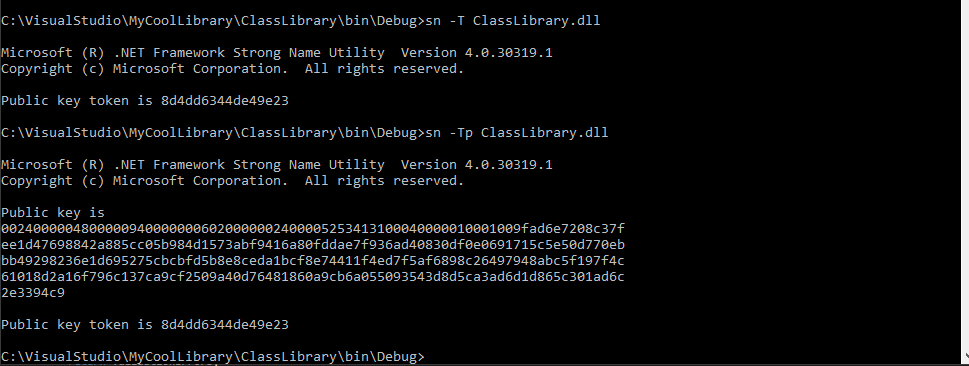 C:\VisualStudio\MyCoolLibrary\ClassLibrary\bin\Debug>sn -T ClassLibrary.dll
Microsoft (R) .NET Framework Strong Name Utility  Version 4.0.30319.1
Copyright (c) Microsoft Corporation.  All rights reserved.
Public key token is 8d4dd6344de49e23
C:\VisualStudio\MyCoolLibrary\ClassLibrary\bin\Debug>sn -Tp ClassLibrary.dll
Microsoft (R) .NET Framework Strong Name Utility  Version 4.0.30319.1
Copyright (c) Microsoft Corporation.  All rights reserved.
Public key is
0024000004800000940000000602000000240000525341310004000001000100​9fad6e7208c37f
ee1d47698842a885cc05b984d1573abf9416a80fddae7f936ad40830df0e0691715c5e50d770eb
bb49298236e1d695275cbcbfd5b8e8ceda1bcf8e74411f4ed7f5af6898c26497948abc5f197f4c
61018d2a16f796c137ca9cf2509a40d76481860a9cb6a055093543d8d5ca3ad6d1d865c301ad6c
2e3394c9
Public key token is 8d4dd6344de49e23
C:\VisualStudio\MyCoolLibrary\ClassLibrary\bin\Debug>